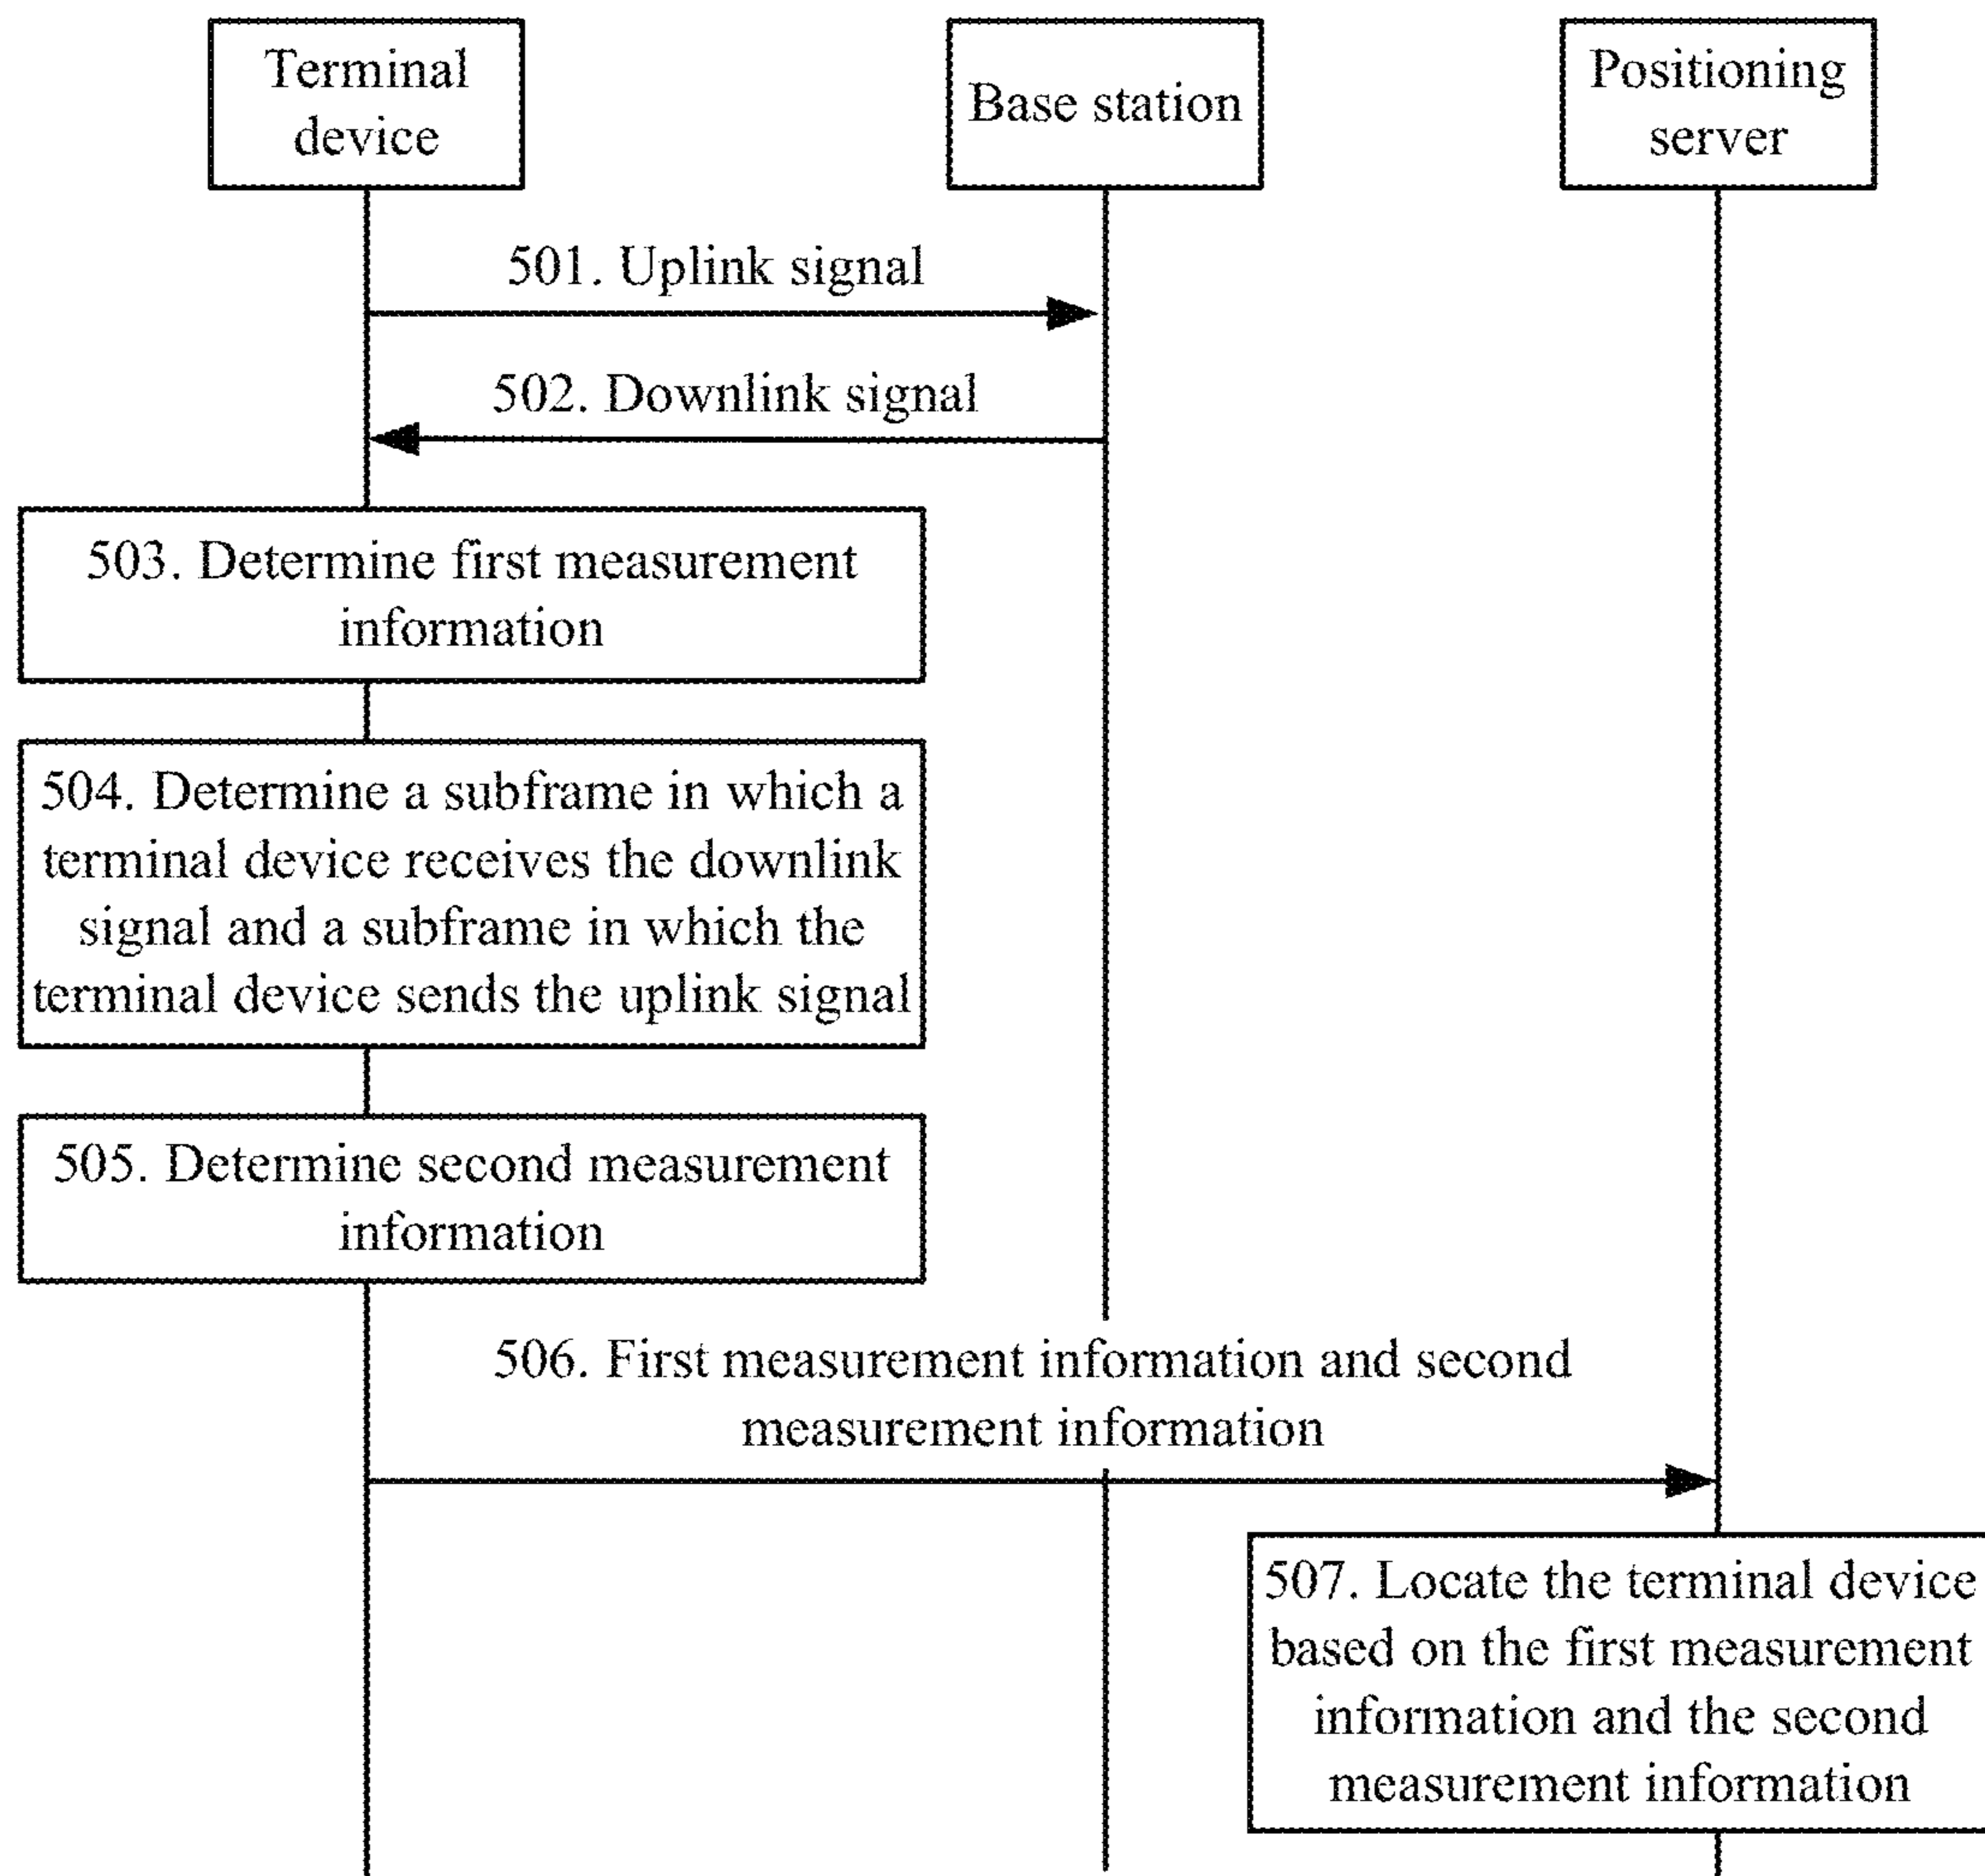 Terminal
device
Base station
Positioning
server
501. Uplink signal
502. Downlink signal
503. Determine first measurement
information
504. Determine a subframe in which a
terminal device receives the downlink
signal and a subframe in which the
terminal device sends the uplink signal
505. Determine second measurement
information
506. First measurement information and second
measurement information
507. Locate the terminal device
based on the first measurement
information and the second
measurement information